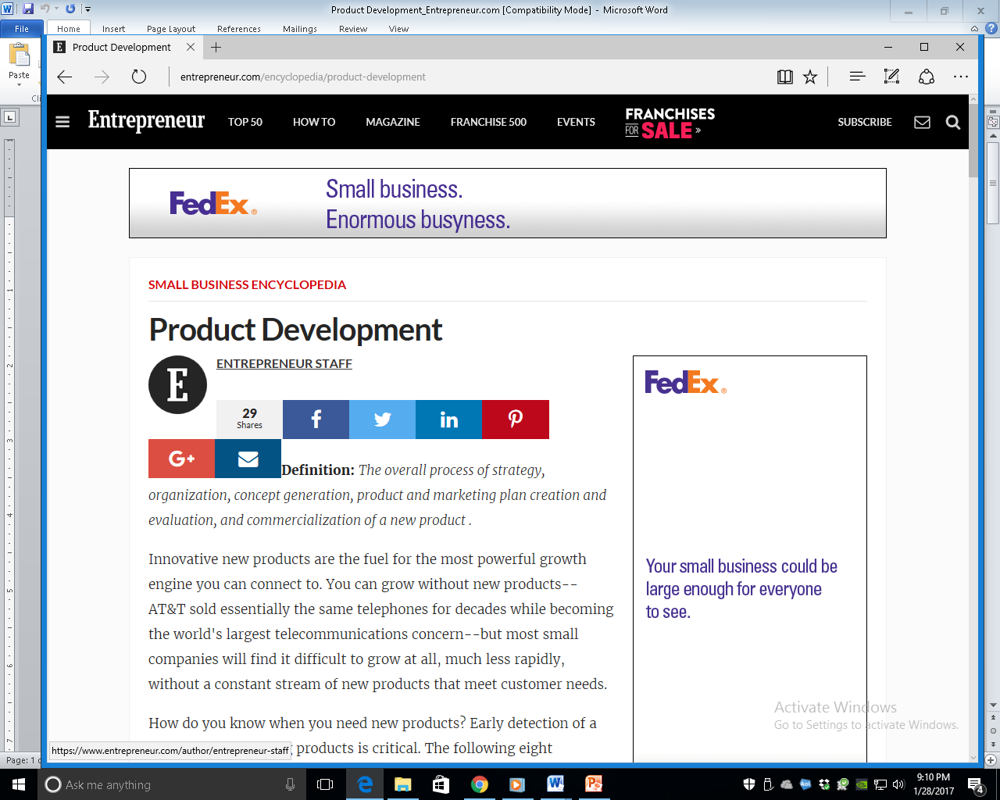 Product Development_Entrepreneur.com [Compatibility Mode] - Microsoft Word
File Home Insert Page Layout References Mailings Review View
Paste
Product Development
entrepreneur.com/encyclopedia/product-development
Entrepreneur TOP 50 HOW TO MAGAZINE FRANCHISE 500 EVENTS FRANCHISES FOR SALE » SUBSCRIBE
FedEx®
Small business.
Enormous busyness.
SMALL BUSINESS ENCYCLOPEDIA
Product Development
E
ENTREPRENEUR STAFF
29
Shares
G+
Definition: The overall process of strategy,
organization, concept generation, product and marketing plan creation and
evaluation, and commercialization of a new product .
Innovative new products are the fuel for the most powerful growth
engine you can connect to. You can grow without new products--
AT&T sold essentially the same telephones for decades while becoming
the world's largest telecommunications concern--but most small
companies will find it difficult to grow at all, much less rapidly,
without a constant stream of new products that meet customer needs.
How do you know when you need new products? Early detection of a
products is critical. The following eight
FedEx®
Your small business could be
large enough for everyone
to see.
Activate Windows
Go to Settings to activate Windows.
https://www.entrepreneur.com/author/entrepreneur-staff
Page: 1
Ask me anything
9:10 PM
1/28/2017
4